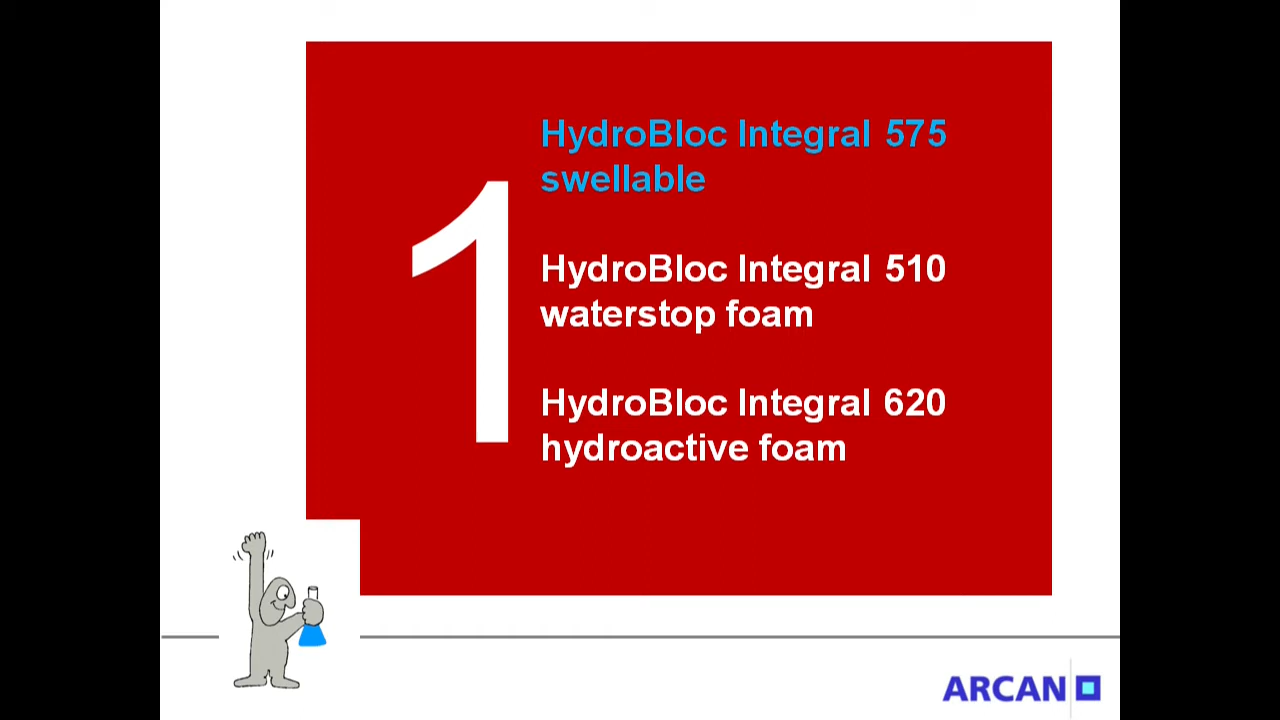 1
HydroBloc Integral 575
swellable
HydroBloc Integral 510
waterstop foam
HydroBloc Integral 620
hydroactive foam
ARCAN